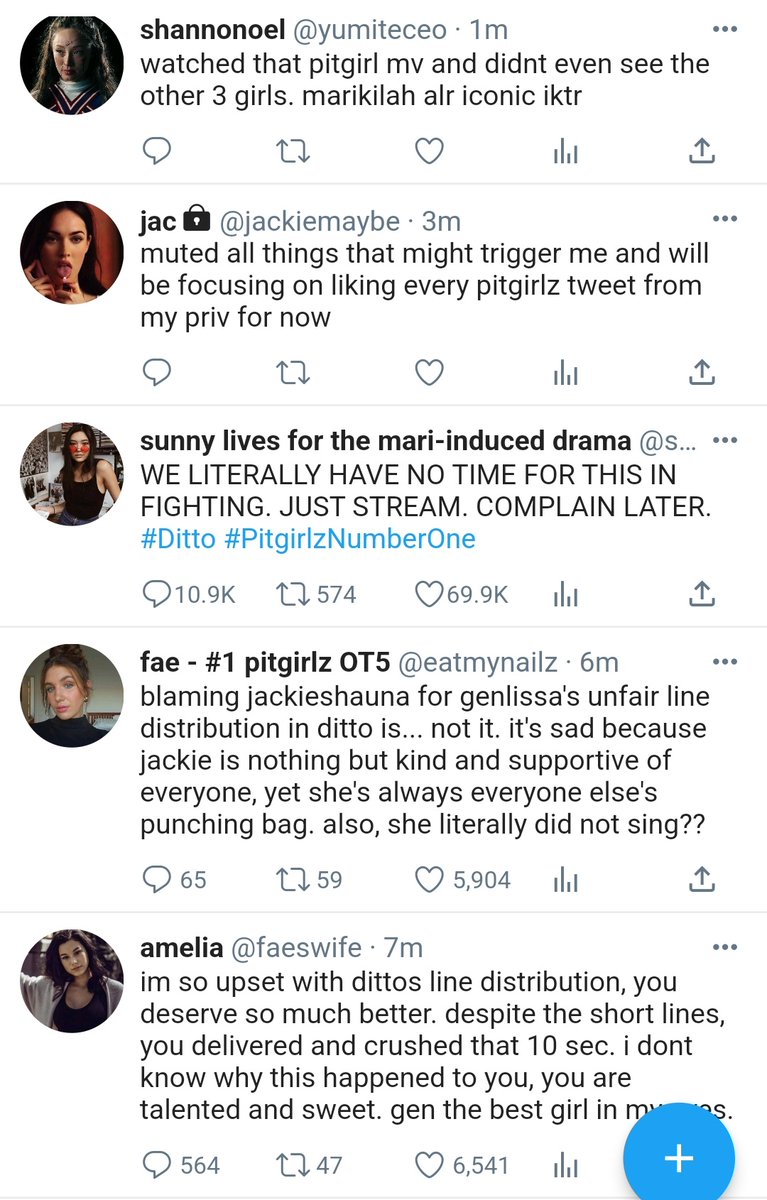 shannonoel @yumiteceo · 1m
watched that pitgirl mv and didnt even see the
other 3 girls. marikilah alr iconic iktr
jac @jackiemaybe · 3m
muted all things that might trigger me and will
be focusing on liking every pitgirlz tweet from
my priv for now
sunny lives for the mari-induced drama @s...
WE LITERALLY HAVE NO TIME FOR THIS IN
FIGHTING. JUST STREAM. COMPLAIN LATER.
#Ditto #PitgirlzNumberOne
10.9K 574 69.9K
fae - #1 pitgirlz OT5 @eatmynailz · 6m
blaming jackieshauna for genlissa's unfair line
distribution in ditto is... not it. it's sad because
jackie is nothing but kind and supportive of
everyone, yet she's always everyone else's
punching bag. also, she literally did not sing??
65 59 5,904
amelia @faeswife · 7m
im so upset with dittos line distribution, you
deserve so much better. despite the short lines,
you delivered and crushed that 10 sec. i dont
know why this happened to you, you are
talented and sweet. gen the best girl in
564 47 6,541